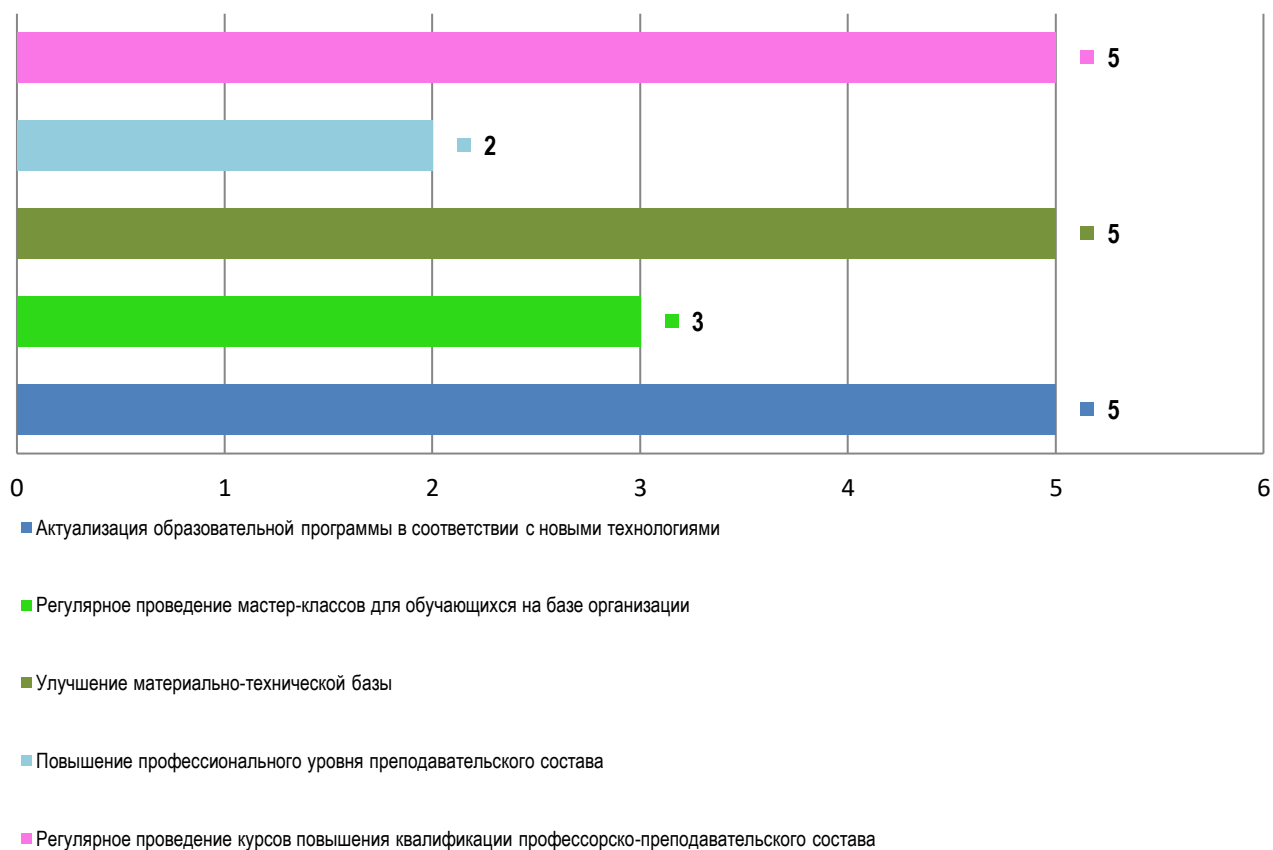 5
2
5
3
5
0 1 2 3 4 5 6
Актуализация образовательной программы в соответствии с новыми технологиями
Регулярное проведение мастер-классов для обучающихся на базе организации
Улучшение материально-технической базы
Повышение профессионального уровня преподавательского состава
Регулярное проведение курсов повышения квалификации профессорско-преподавательского состава